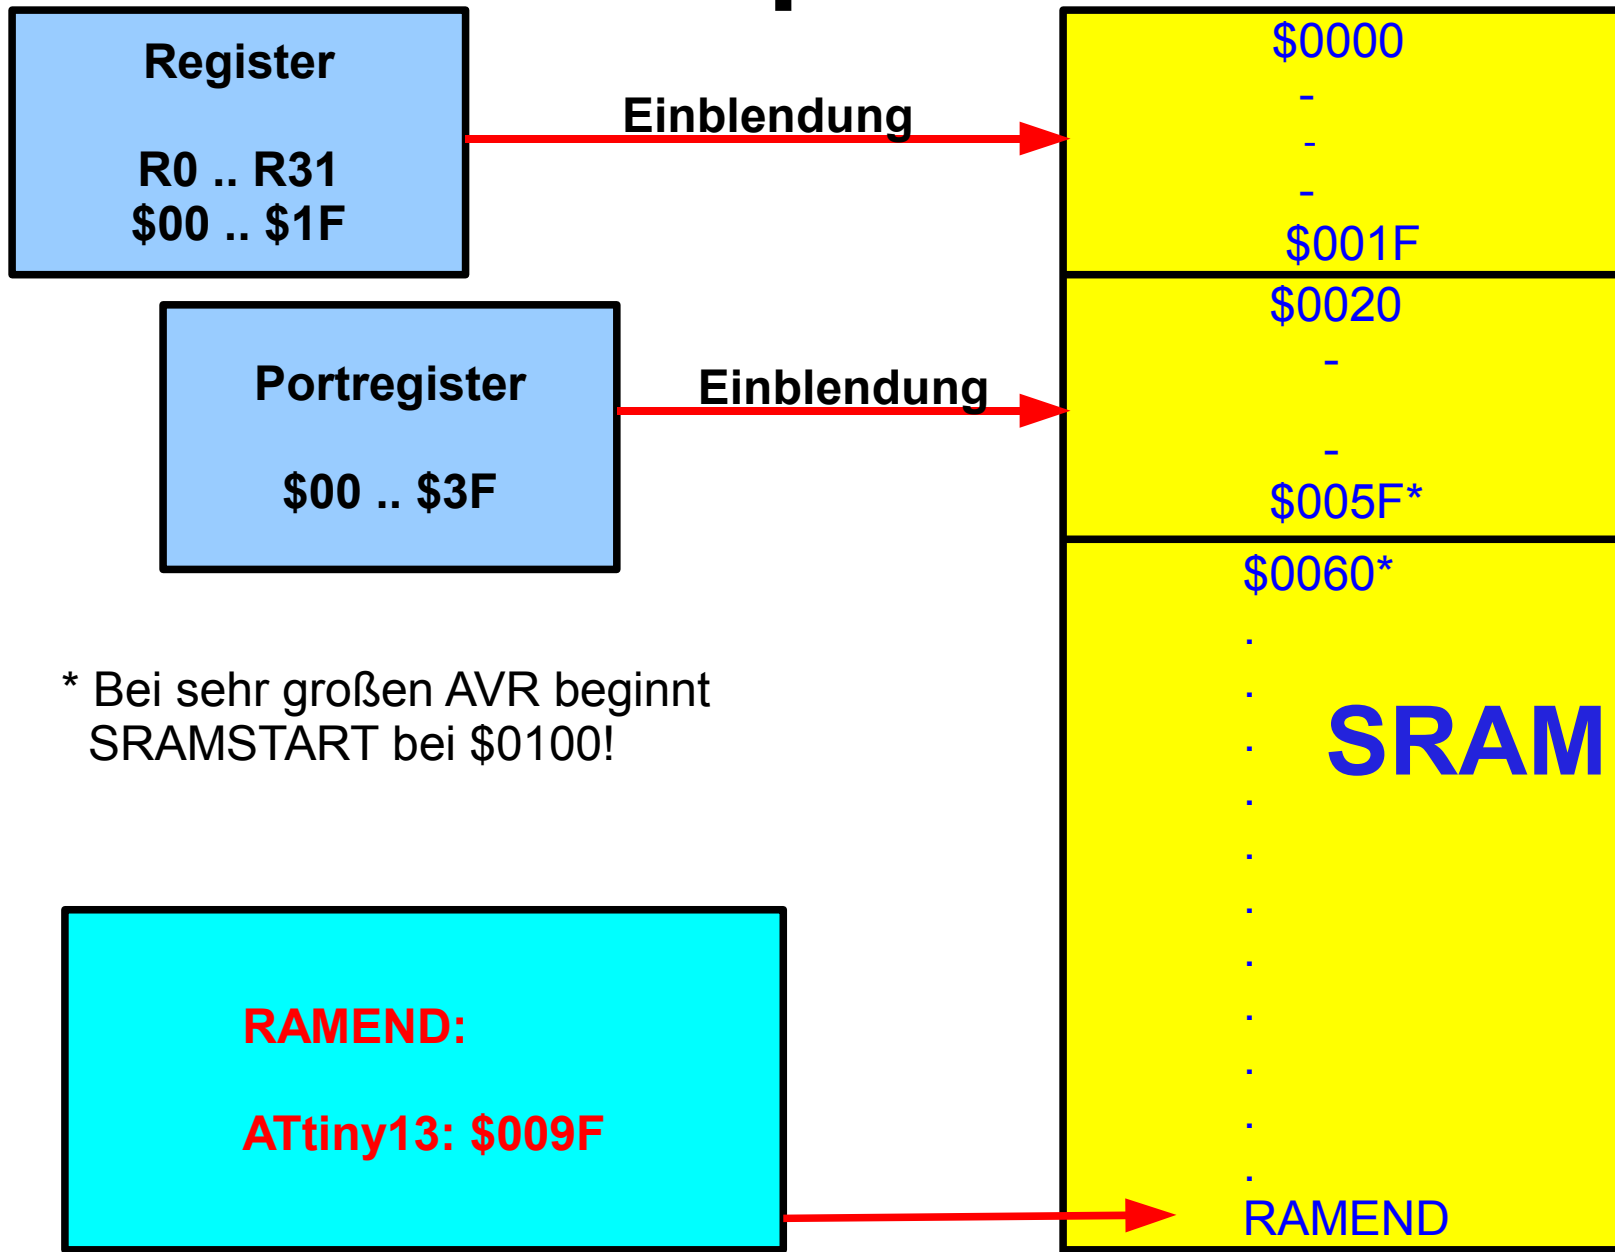 Register
R0 .. R31
$00 .. $1F
Einblendung
$0000
-
-
-
$001F
Portregister
$00 .. $3F
Einblendung
$0020
-
-
$005F*
$0060*
.
.
.
.
.
.
.
.
.
.
.
RAMEND
SRAM
* Bei sehr großen AVR beginnt
SRAMSTART bei $0100!
RAMEND:
ATtiny13: $009F